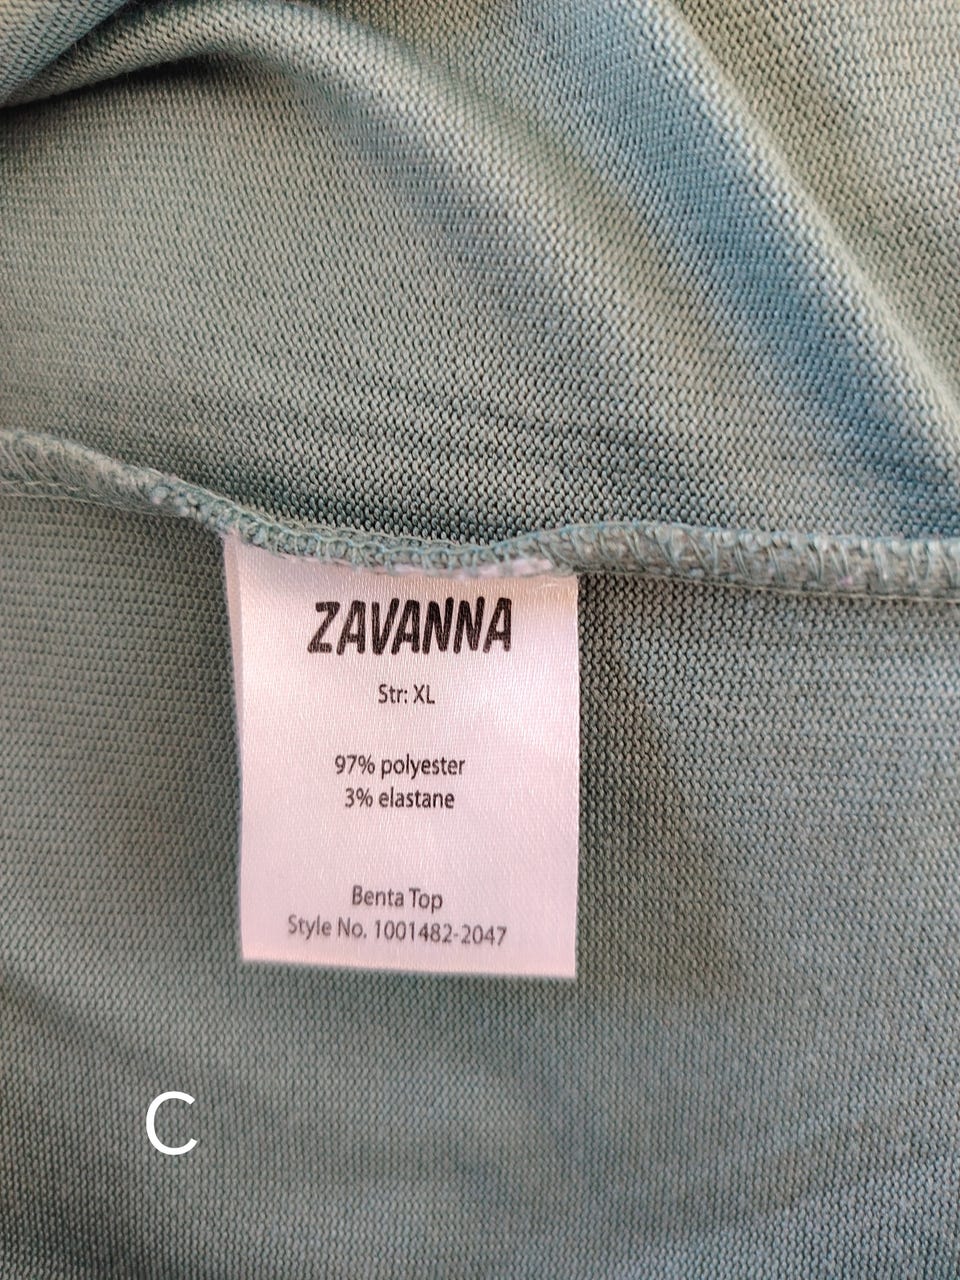 ZAVANNA
Str: XL
97% polyester
3% elastane
Benta Top
Style No. 1001482-2047
C